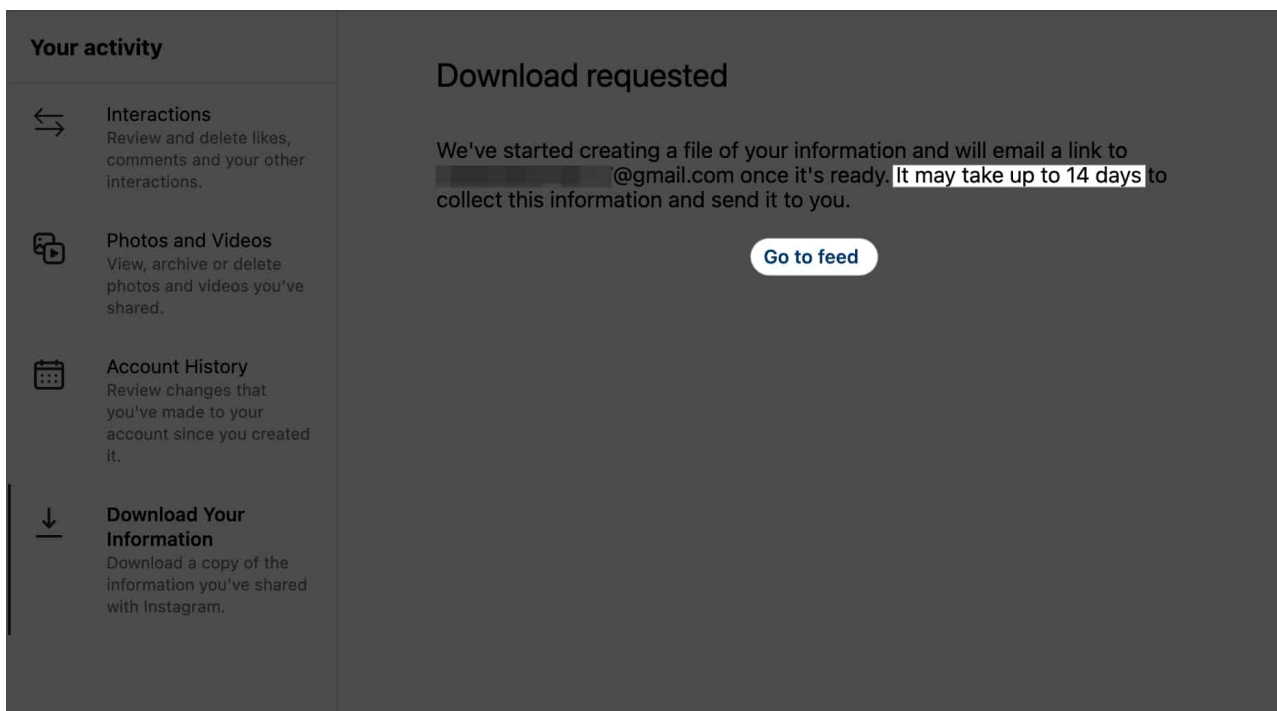 Your activity
Interactions
Review and delete likes,
comments and your other
interactions.
Photos and Videos
View, archive or delete
photos and videos you've
shared.
Account History
Review changes that
you've made to your
account since you created
it.
Download Your
Information
Download a copy of the
information you've shared
with Instagram.
Download requested
We've started creating a file of your information and will email a link to
@gmail.com once it's ready. It may take up to 14 days to
collect this information and send it to you.
Go to feed